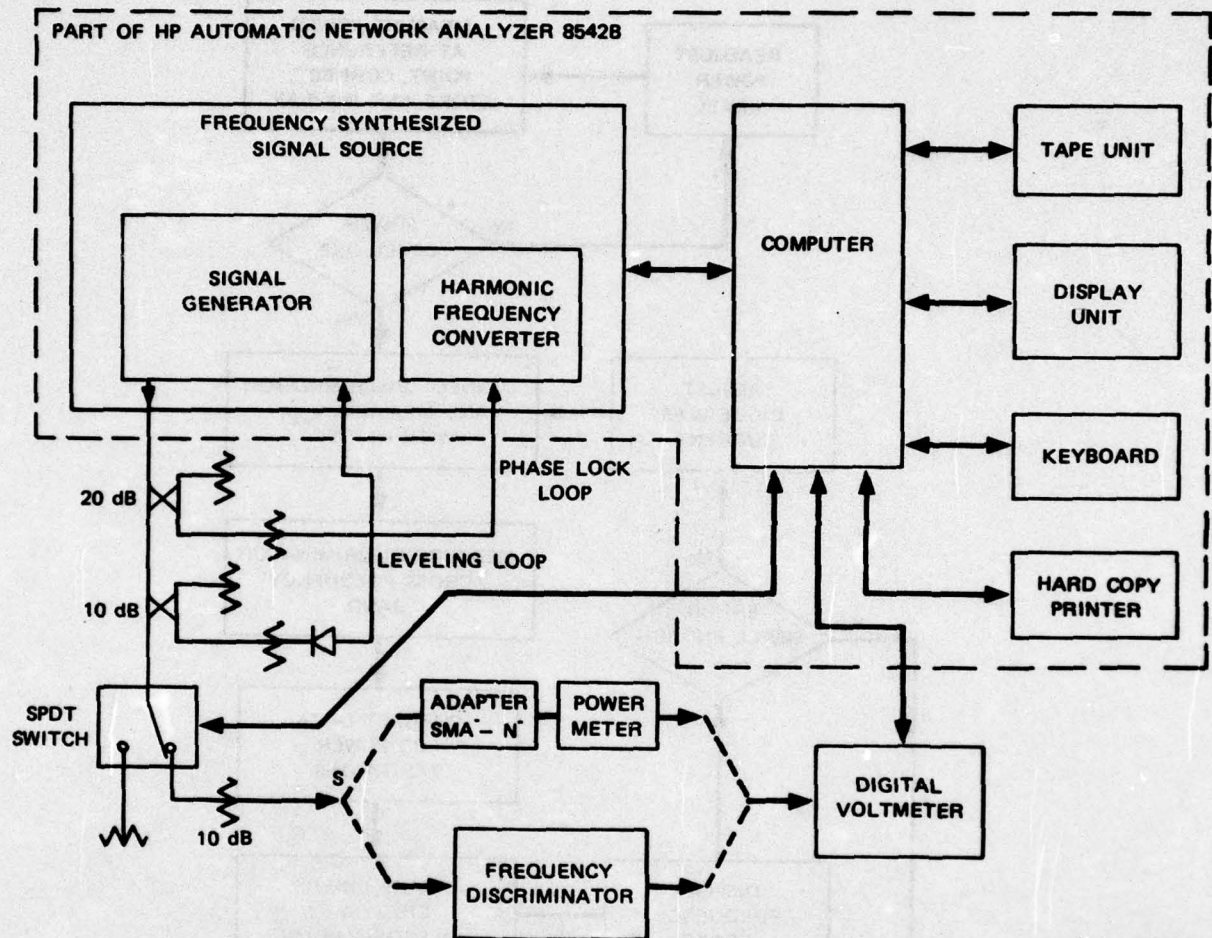 PART OF HP AUTOMATIC NETWORK ANALYZER 8542B
FREQUENCY SYNTHESIZED
SIGNAL SOURCE
SIGNAL
GENERATOR
HARMONIC
FREQUENCY
CONVERTER
COMPUTER
TAPE UNIT
DISPLAY
UNIT
KEYBOARD
HARD COPY
PRINTER
PHASE LOCK
LOOP
20 dB
LEVELING LOOP
10 dB
SPDT
SWITCH
10 dB
S
ADAPTER
SMA⁻ – N⁻
POWER
METER
FREQUENCY
DISCRIMINATOR
DIGITAL
VOLTMETER